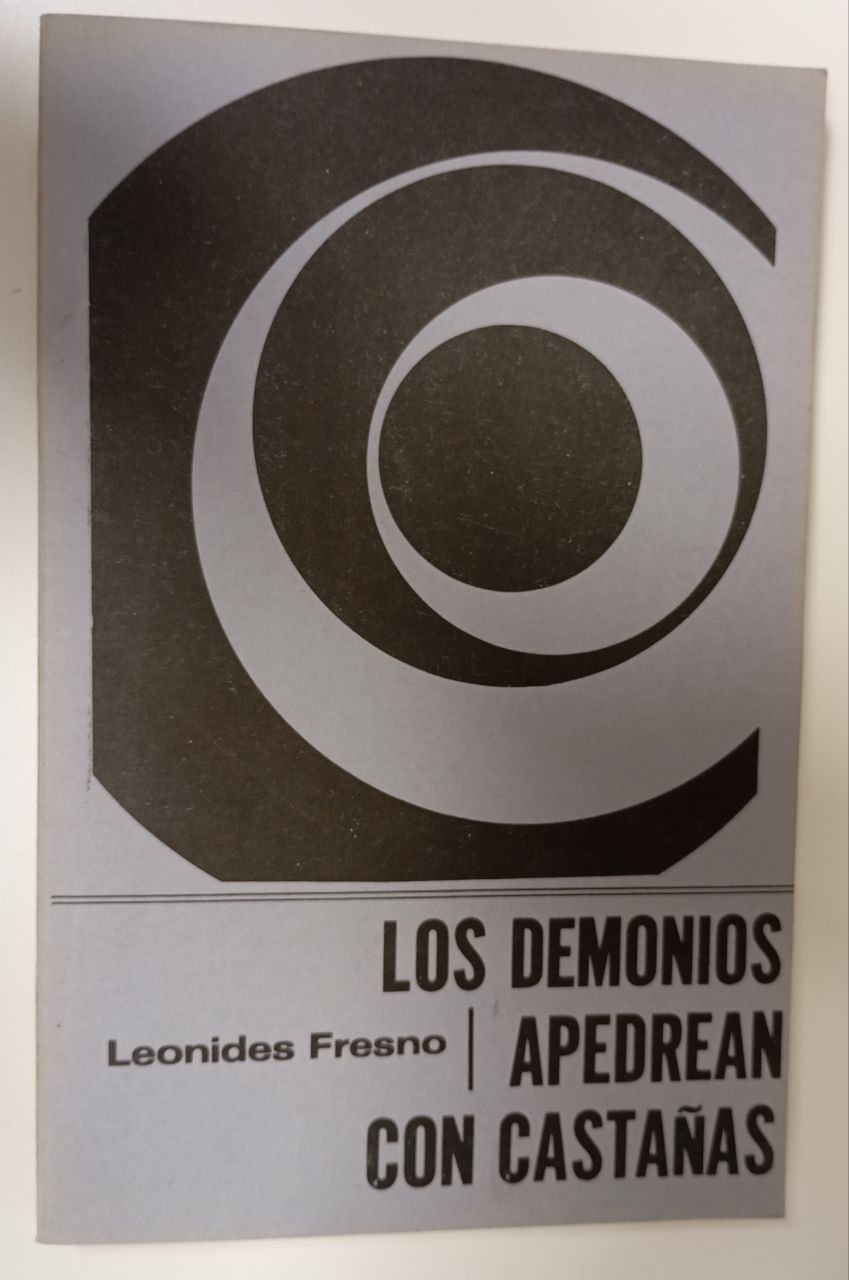 LOS DEMONIOS
Leonides Fresno | APEDREAN
CON CASTAÑAS